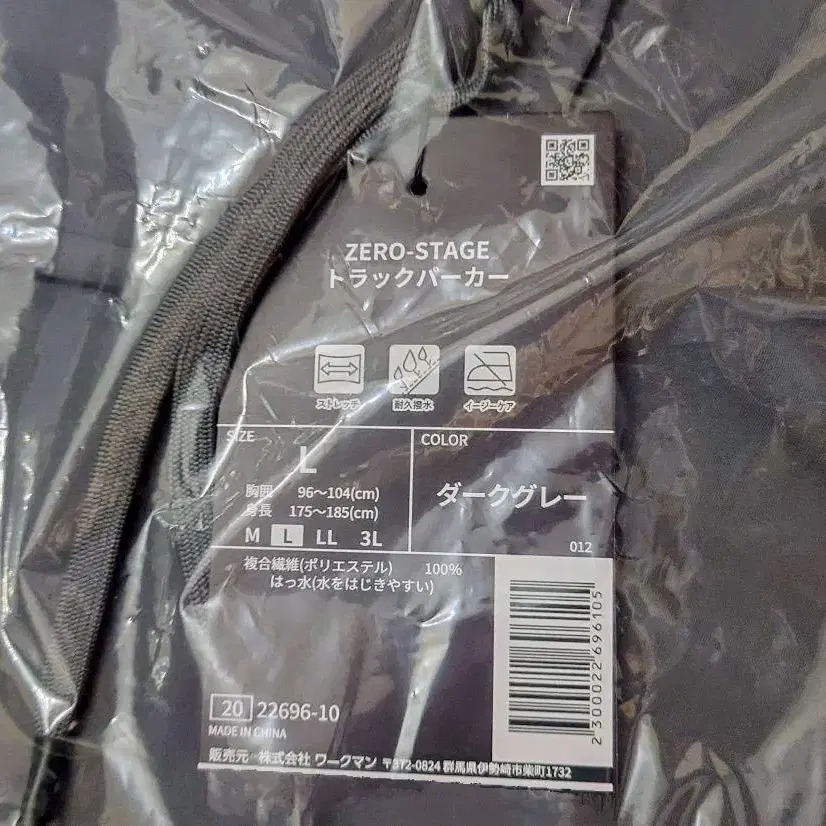 ZERO-STAGE
トラックパーカー
ストレッチ 耐久撥水 イージーケア
SIZE
L
胸囲 96〜104(cm)
身長 175〜185(cm)
M L LL 3L
COLOR
ダークグレー
012
複合繊維(ポリエステル) 100%
はっ水(水をはじきやすい)
20 22696-10
MADE IN CHINA
販売元 株式会社 ワークマン 〒372-0824 群馬県伊勢崎市柴町1732
2300022696105